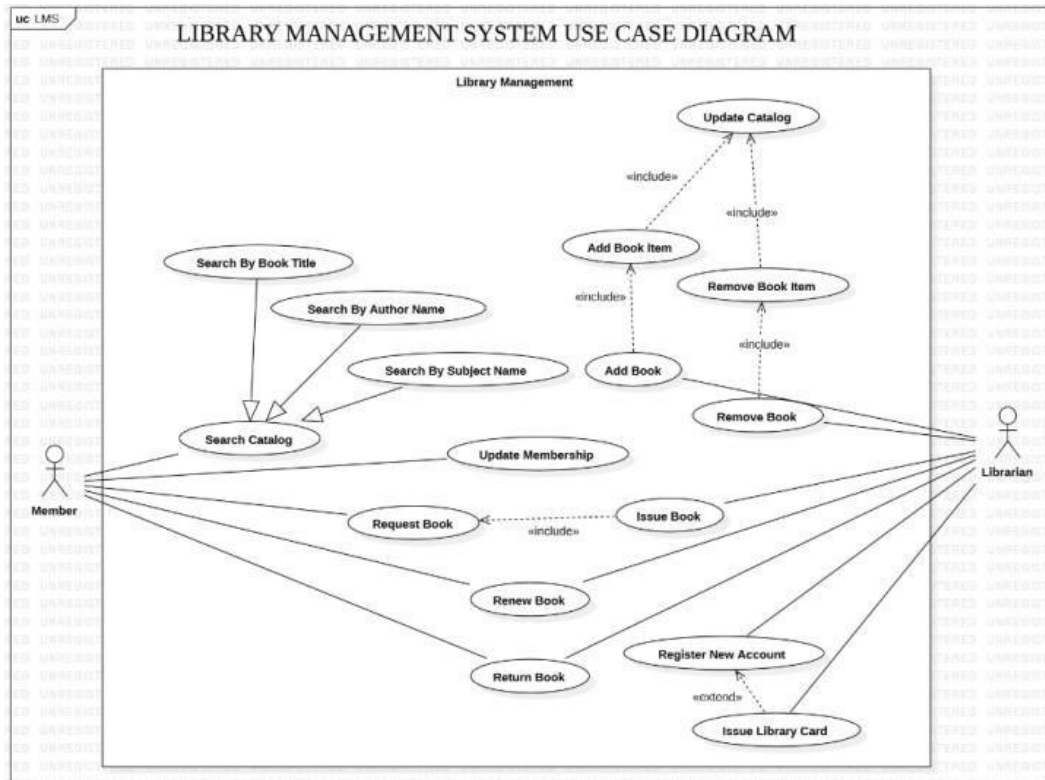 uc LMS
LIBRARY MANAGEMENT SYSTEM USE CASE DIAGRAM
Library Management
Update Catalog
«include»
«include»
Add Book Item
Search By Book Title
Remove Book Item
«include»
Search By Author Name
«include»
Search By Subject Name
Add Book
Remove Book
Search Catalog
Update Membership
Librarian
Member
Request Book
«include»
Issue Book
Renew Book
Register New Account
Return Book
«extend»
Issue Library Card
UNREGISTERED